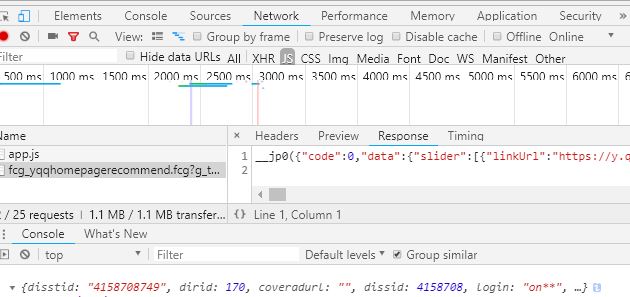 Elements Console Sources Network Performance Memory Application Security »
View: Group by frame Preserve log Disable cache Offline Online
Filter Hide data URLs All XHR JS CSS Img Media Font Doc WS Manifest Other
500 ms 1000 ms 1500 ms 2000 ms 2500 ms 3000 ms 3500 ms 4000 ms 4500 ms 5000 ms 5500 ms 6000
Name × Headers Preview Response Timing
app.js
fcg_yqqhomepagerecommend.fcg?g_t...
1 __jp0({"code":0,"data":{"slider":[{"linkUrl":"https://y.q
2
2 / 25 requests | 1.1 MB / 1.1 MB transfer... {} Line 1, Column 1
Console What's New
top Filter Default levels ▼ Group similar
▼ {disstid: "4158708749", dirid: 170, coveradurl: "", dissid: 4158708, login: "on**", …}